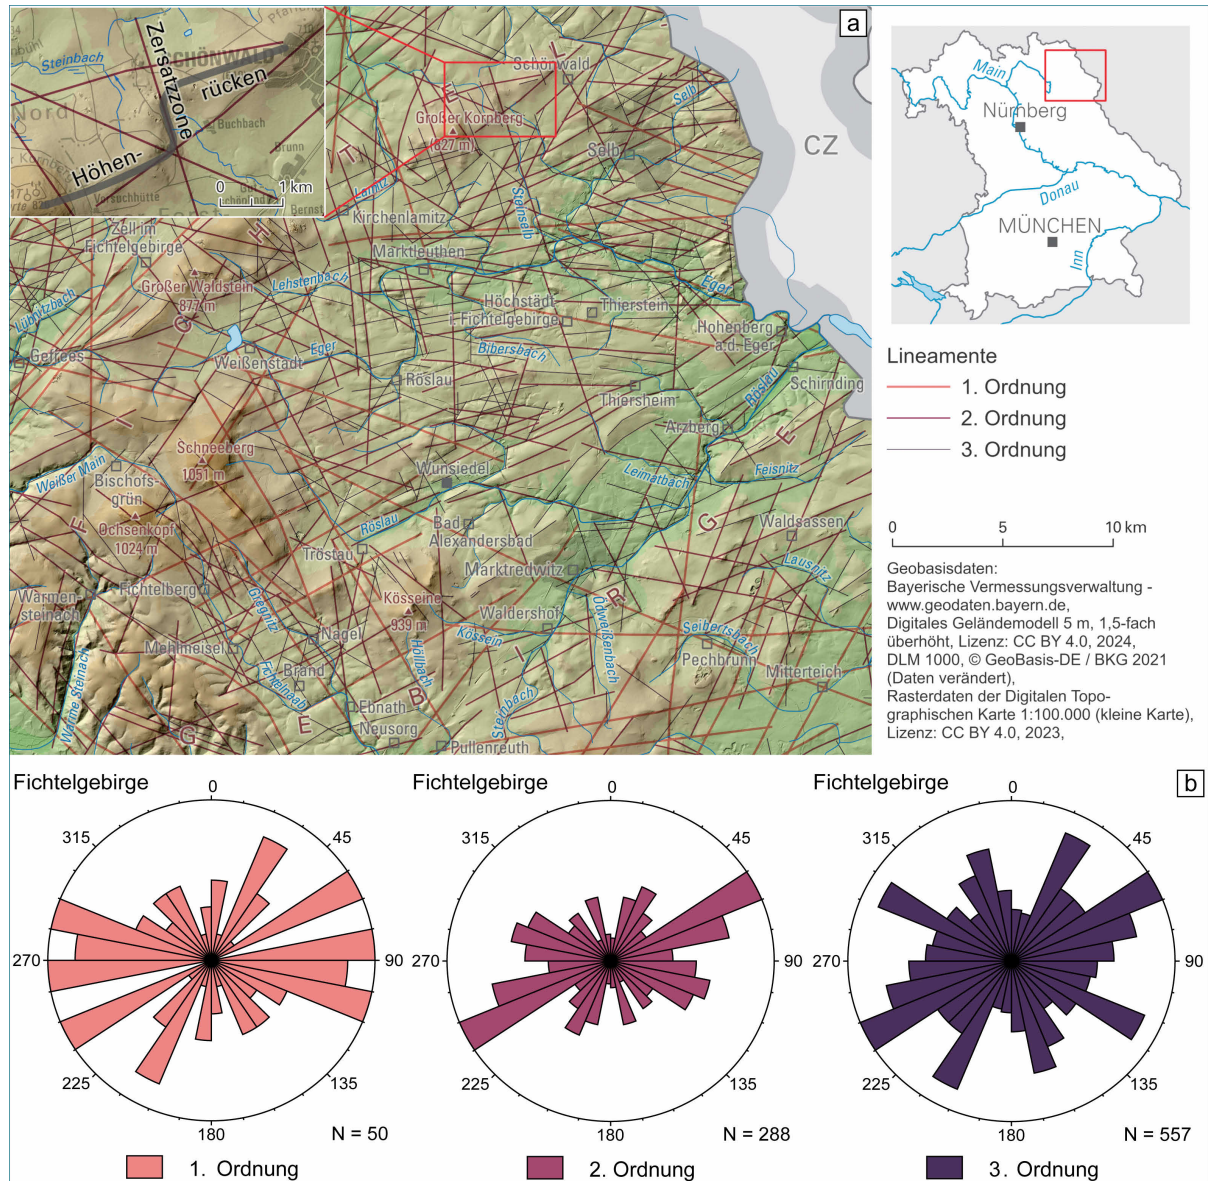 a
Steinbach
SCHÖNWALD
Zersatzzone
rücken
Nord
Buchbach
Brunn
Höhen-
Vorsuchhütte
0 1 km
Schönwald
Selb
Großer Kornberg
(827 m)
Selb
CZ
Lamitz
Steinselb
Kirchenlamitz
Zell im
Fichtelgebirge
Marktleuthen
Großer Waldstein
877 m
Lehstenbach
Eger
Lübnitzbach
Höchstädt
i. Fichtelgebirge
Thierstein
Hohenberg
a.d. Eger
Gefrees
Weißenstadt
Eger
Bibersbach
Röslau
Thiersheim
Röslau
Schirnding
Arzberg
Schneeberg
1051 m
Weißer Main
Bischofs-
grün
Wunsiedel
Leimatbach
Feisnitz
Ochsenkopf
1024 m
Röslau
Bad
Alexandersbad
Waldsassen
Tröstau
Marktredwitz
Lausnitz
Warmen-
steinach
Fichtelberg
Gregnitz
Kösseine
939 m
Waldershof
Ödweißenbach
Kössein
Seibertsbach
Mehlmeisel
Nagel
Höllbach
Pechbrunn
Mitterteich
Warme Steinach
Brand
Fichtelnaab
Steinbach
Ebnath
Neusorg
Pullenreuth
F I C H T E L
G E B I R G E
Main
Nürnberg
Donau
MÜNCHEN
Inn
Lineamente
1. Ordnung
2. Ordnung
3. Ordnung
0 5 10 km
Geobasisdaten:
Bayerische Vermessungsverwaltung -
www.geodaten.bayern.de,
Digitales Geländemodell 5 m, 1,5-fach
überhöht, Lizenz: CC BY 4.0, 2024,
DLM 1000, © GeoBasis-DE / BKG 2021
(Daten verändert),
Rasterdaten der Digitalen Topo-
graphischen Karte 1:100.000 (kleine Karte),
Lizenz: CC BY 4.0, 2023,
b
Fichtelgebirge
0
45
90
135
180
225
270
315
N = 50
1. Ordnung
Fichtelgebirge
0
45
90
135
180
225
270
315
N = 288
2. Ordnung
Fichtelgebirge
0
45
90
135
180
225
270
315
N = 557
3. Ordnung